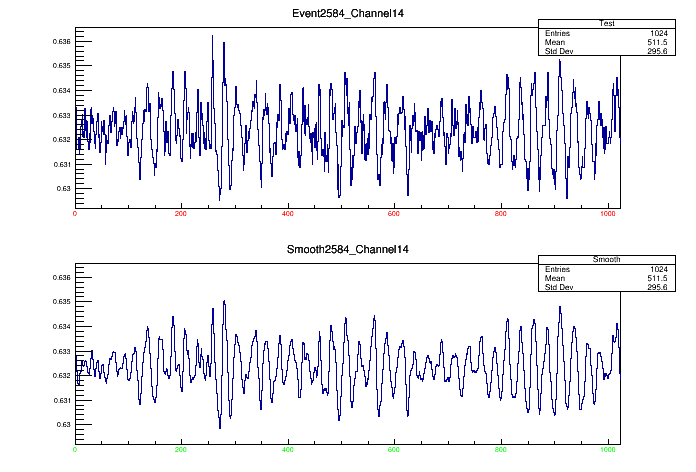 Event2584_Channel14
Test
Entries 1024
Mean 511.5
Std Dev 295.6
0.636
0.635
0.634
0.633
0.632
0.631
0.63
0 200 400 600 800 1000
Smooth2584_Channel14
Smooth
Entries 1024
Mean 511.5
Std Dev 295.6
0.636
0.635
0.634
0.633
0.632
0.631
0.63
0 200 400 600 800 1000